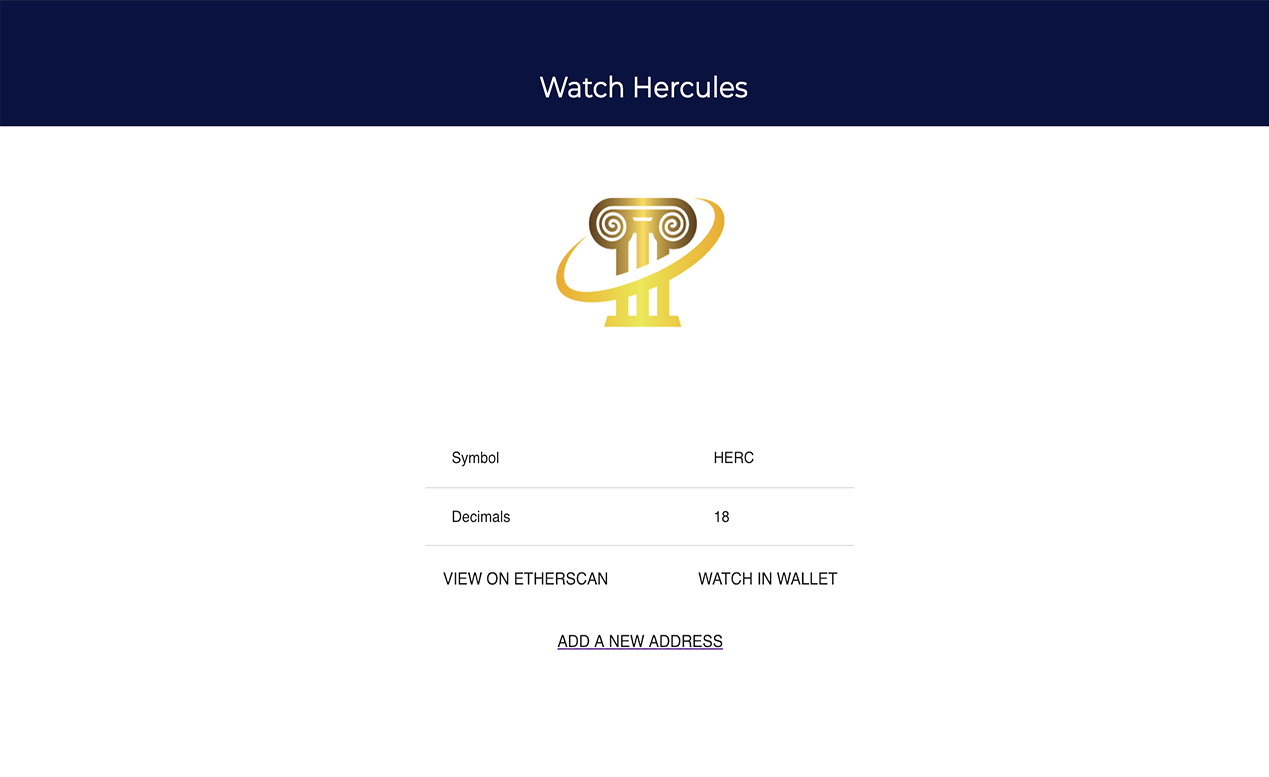 Watch Hercules
Symbol HERC
Decimals 18
VIEW ON ETHERSCAN WATCH IN WALLET
ADD A NEW ADDRESS